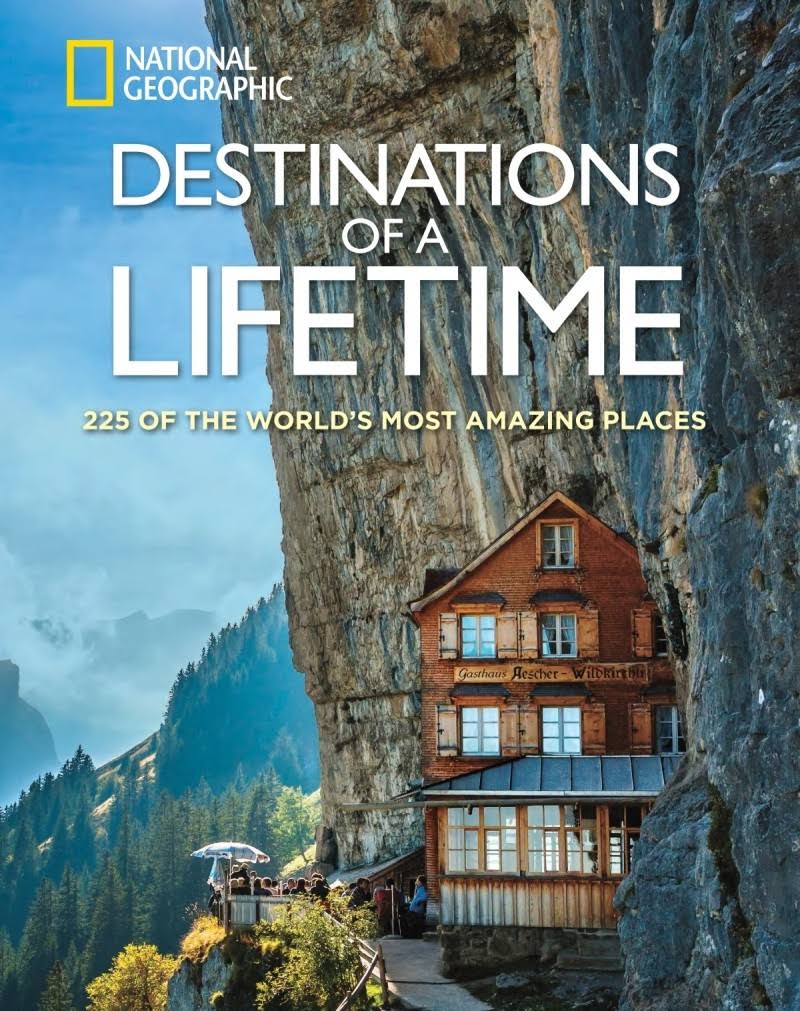 NATIONAL
GEOGRAPHIC
DESTINATIONS
OF A
LIFETIME
225 OF THE WORLD'S MOST AMAZING PLACES
Gasthaus Aescher - Wildkirchli